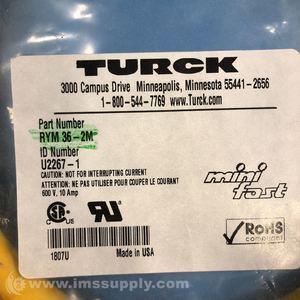 TURCK
3000 Campus Drive Minneapolis, Minnesota 55441-2656
1-800-544-7769 www.Turck.com
Part Number
RYM 36-2M
ID Number
U2267-1
CAUTION: NOT FOR INTERRUPTING CURRENT
ATTENTION: NE PAS UTILISER POUR COUPER LE COURANT
600 V, 10 Amp
mini
fast
C US
RoHS
compliant
1807U
Made in USA
© www.imssupply.com